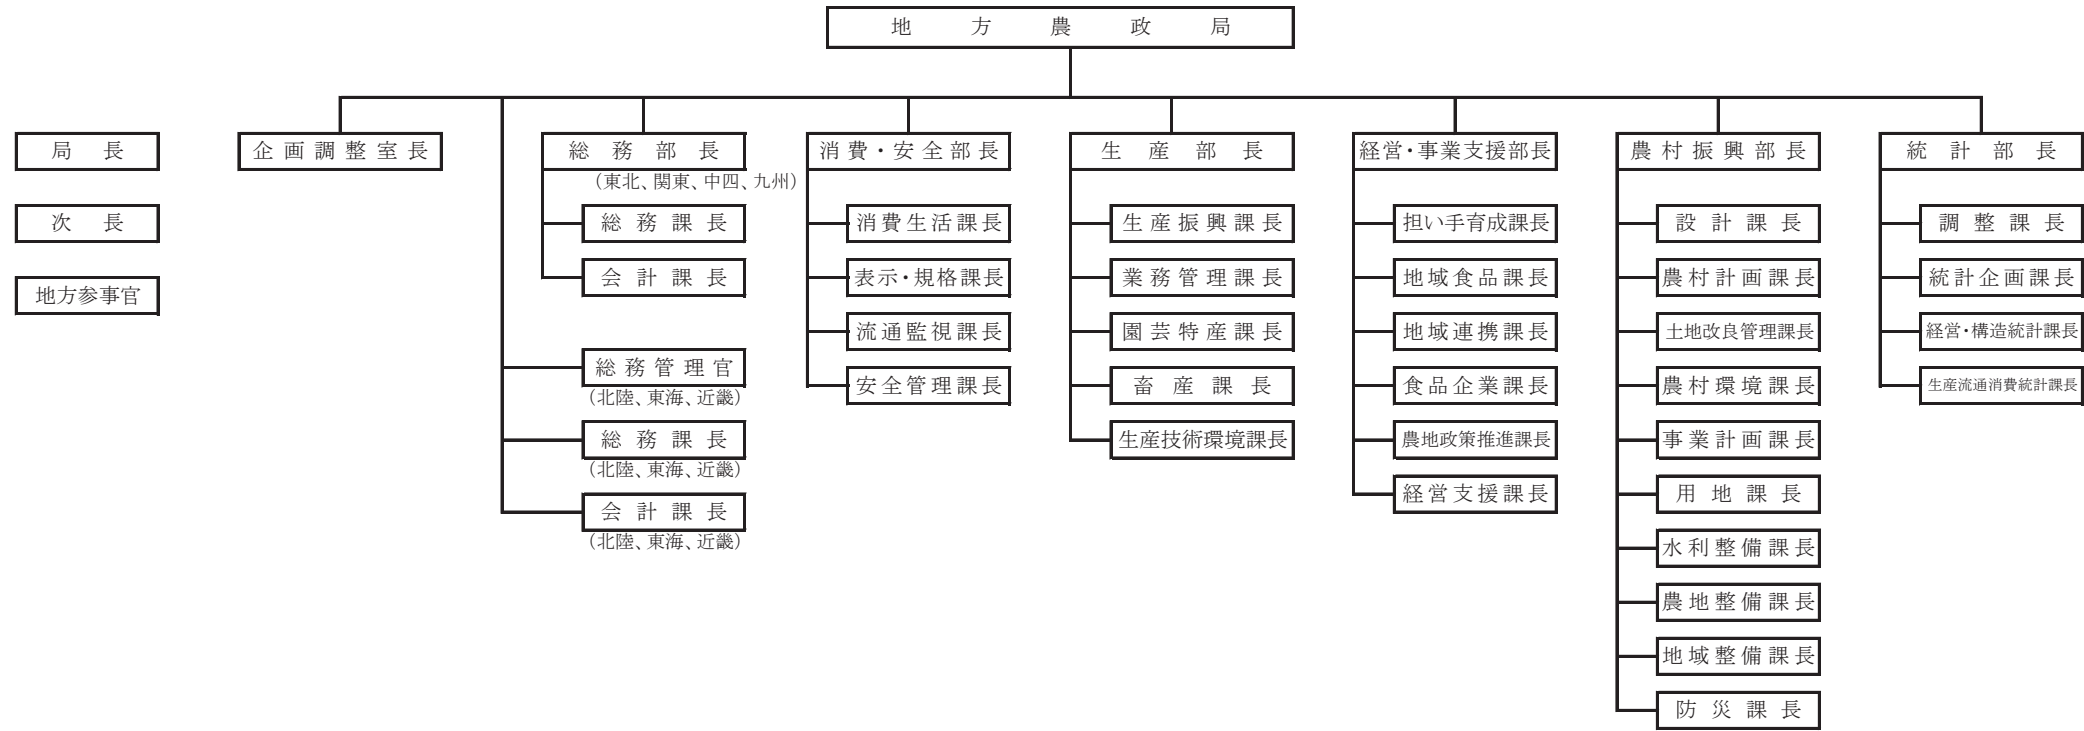 地方農政局
局長
次長
地方参事官
企画調整室長
総務部長
（東北、関東、中四、九州）
総務課長
会計課長
総務管理官
（北陸、東海、近畿）
総務課長
（北陸、東海、近畿）
会計課長
（北陸、東海、近畿）
消費・安全部長
消費生活課長
表示・規格課長
流通監視課長
安全管理課長
生産部長
生産振興課長
業務管理課長
園芸特産課長
畜産課長
生産技術環境課長
経営・事業支援部長
担い手育成課長
地域食品課長
地域連携課長
食品企業課長
農地政策推進課長
経営支援課長
農村振興部長
設計課長
農村計画課長
土地改良管理課長
農村環境課長
事業計画課長
用地課長
水利整備課長
農地整備課長
地域整備課長
防災課長
統計部長
調整課長
統計企画課長
経営・構造統計課長
生産流通消費統計課長